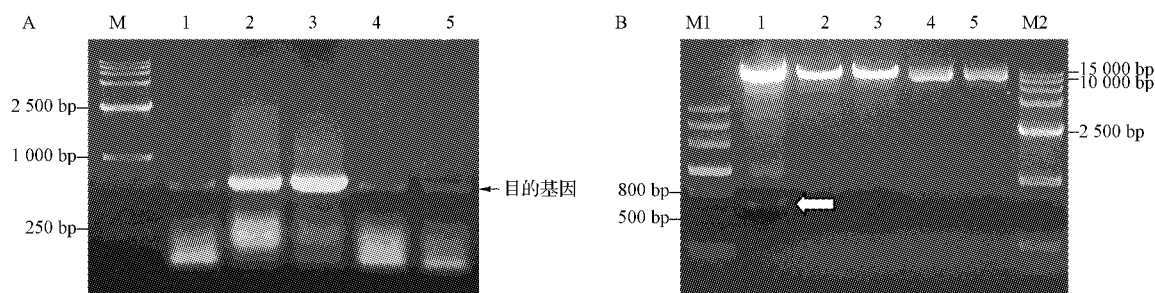 A M 1 2 3 4 5
2 500 bp
1 000 bp
250 bp
目的基因
B M1 1 2 3 4 5 M2
800 bp
500 bp
15 000 bp
10 000 bp
2 500 bp